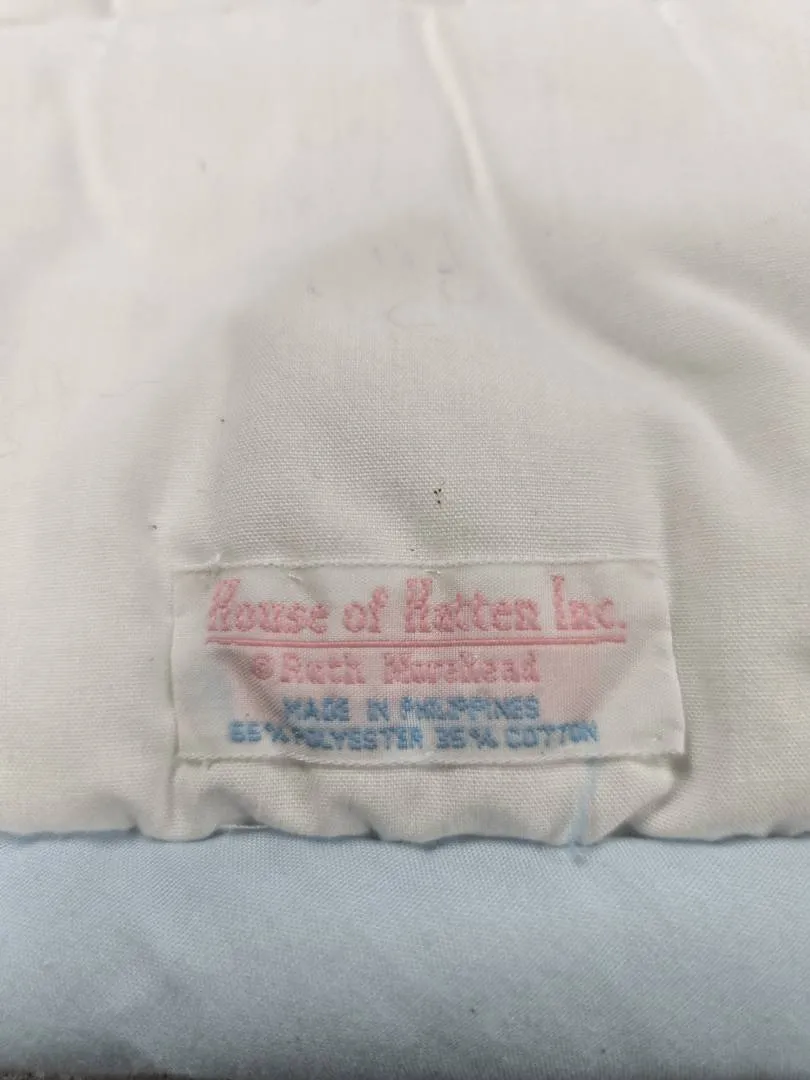 House of Hatten Inc.
© Ruth Morehead
MADE IN PHILIPPINES
65% POLYESTER 35% COTTON